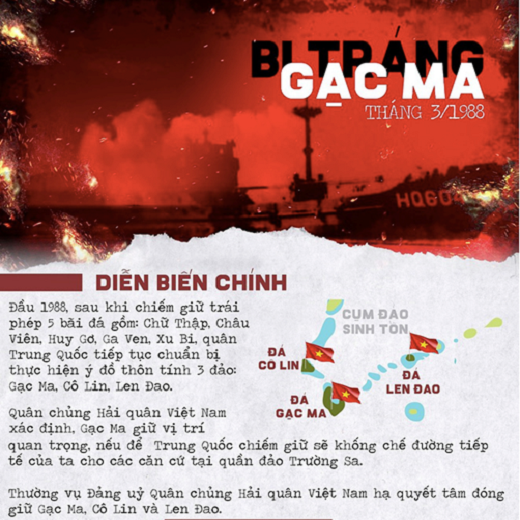 BI TRÁNG
GẠC MA
THÁNG 3/1988
HQ604
DIỄN BIẾN CHÍNH
Đầu 1988, sau khi chiếm giữ trái
phép 5 bãi đá gồm: Chữ Thập, Châu
Viên, Huy Gơ, Ga Ven, Xu Bi, quân
Trung Quốc tiếp tục chuẩn bị
thực hiện ý đồ thôn tính 3 đảo:
Gạc Ma, Cô Lin, Len Đao.
Quân chủng Hải quân Việt Nam
xác định, Gạc Ma giữ vị trí
quan trọng, nếu để Trung Quốc chiếm giữ sẽ khống chế đường tiếp
tế của ta cho các căn cứ tại quần đảo Trường Sa.
Thường vụ Đảng uỷ Quân chủng Hải quân Việt Nam hạ quyết tâm đóng
giữ Gạc Ma, Cô Lin và Len Đao.
CỤM ĐẢO
SINH TỒN
ĐÁ
CÔ LIN
ĐÁ
GẠC MA
ĐÁ
LEN ĐAO